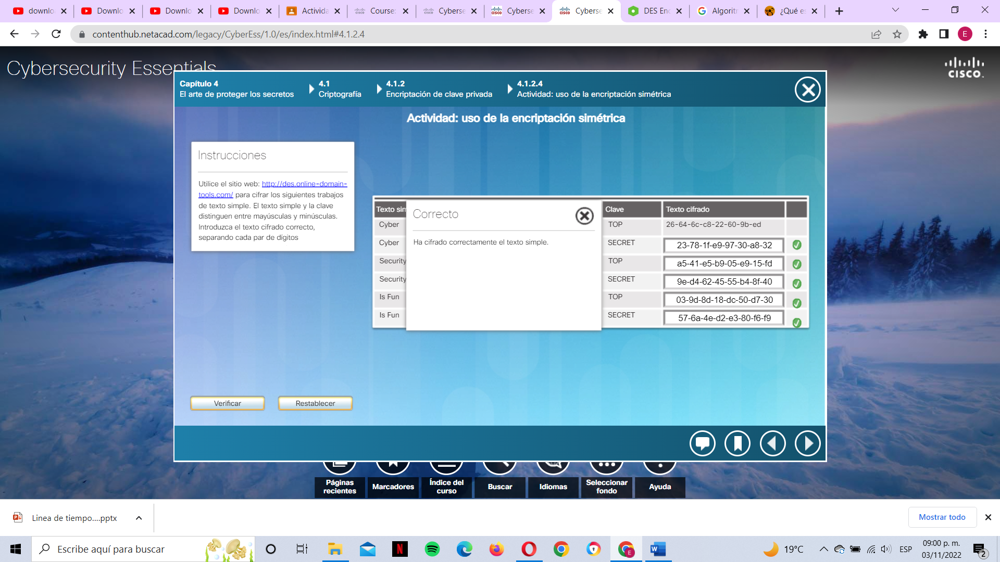 downlo
Downlo
Downlo
Downlo
Activida
Course:
Cyberse
Cyberse
Cyberse
DES Enc
Algoritm
¿Qué es
contenthub.netacad.com/legacy/CyberEss/1.0/es/index.html#4.1.2.4
E
Cybersecurity Essentials
cisco
Capítulo 4
El arte de proteger los secretos
4.1
Criptografía
4.1.2
Encriptación de clave privada
4.1.2.4
Actividad: uso de la encriptación simétrica
Actividad: uso de la encriptación simétrica
Instrucciones
Utilice el sitio web: http://des.online-domain-
tools.com/ para cifrar los siguientes trabajos
de texto simple. El texto simple y la clave
distinguen entre mayúsculas y minúsculas.
Introduzca el texto cifrado correcto,
separando cada par de dígitos
Texto sim Clave Texto cifrado
Cyber TOP 26-64-6c-c8-22-60-9b-ed
Cyber SECRET 23-78-1f-e9-97-30-a8-32
Security TOP a5-41-e5-b9-05-e9-15-fd
Security SECRET 9e-d4-62-45-55-b4-8f-40
Is Fun TOP 03-9d-8d-18-dc-50-d7-30
Is Fun SECRET 57-6a-4e-d2-e3-80-f6-f9
Correcto
Ha cifrado correctamente el texto simple.
Verificar
Restablecer
Páginas
recientes
Marcadores
Índice del
curso
Buscar
Idiomas
Seleccionar
fondo
Ayuda
Linea de tiempo....pptx
Mostrar todo
Escribe aquí para buscar
19°C
ESP
09:00 p. m.
03/11/2022
2